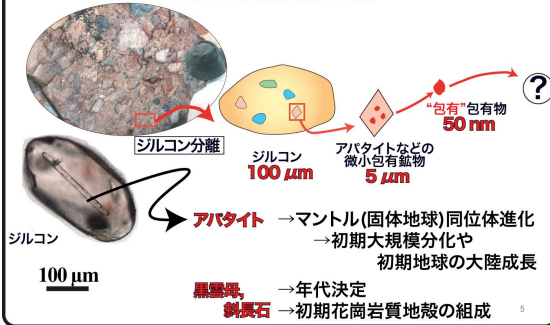 ジルコン分離
ジルコン
100 μm
アパタイトなどの
微小包有鉱物
5 μm
“包有”包有物
50 nm
?
ジルコン
100 μm
アパタイト →マントル(固体地球)同位体進化
→初期大規模分化や
初期地球の大陸成長
黒雲母, →年代決定
斜長石 →初期花崗岩質地殻の組成
5